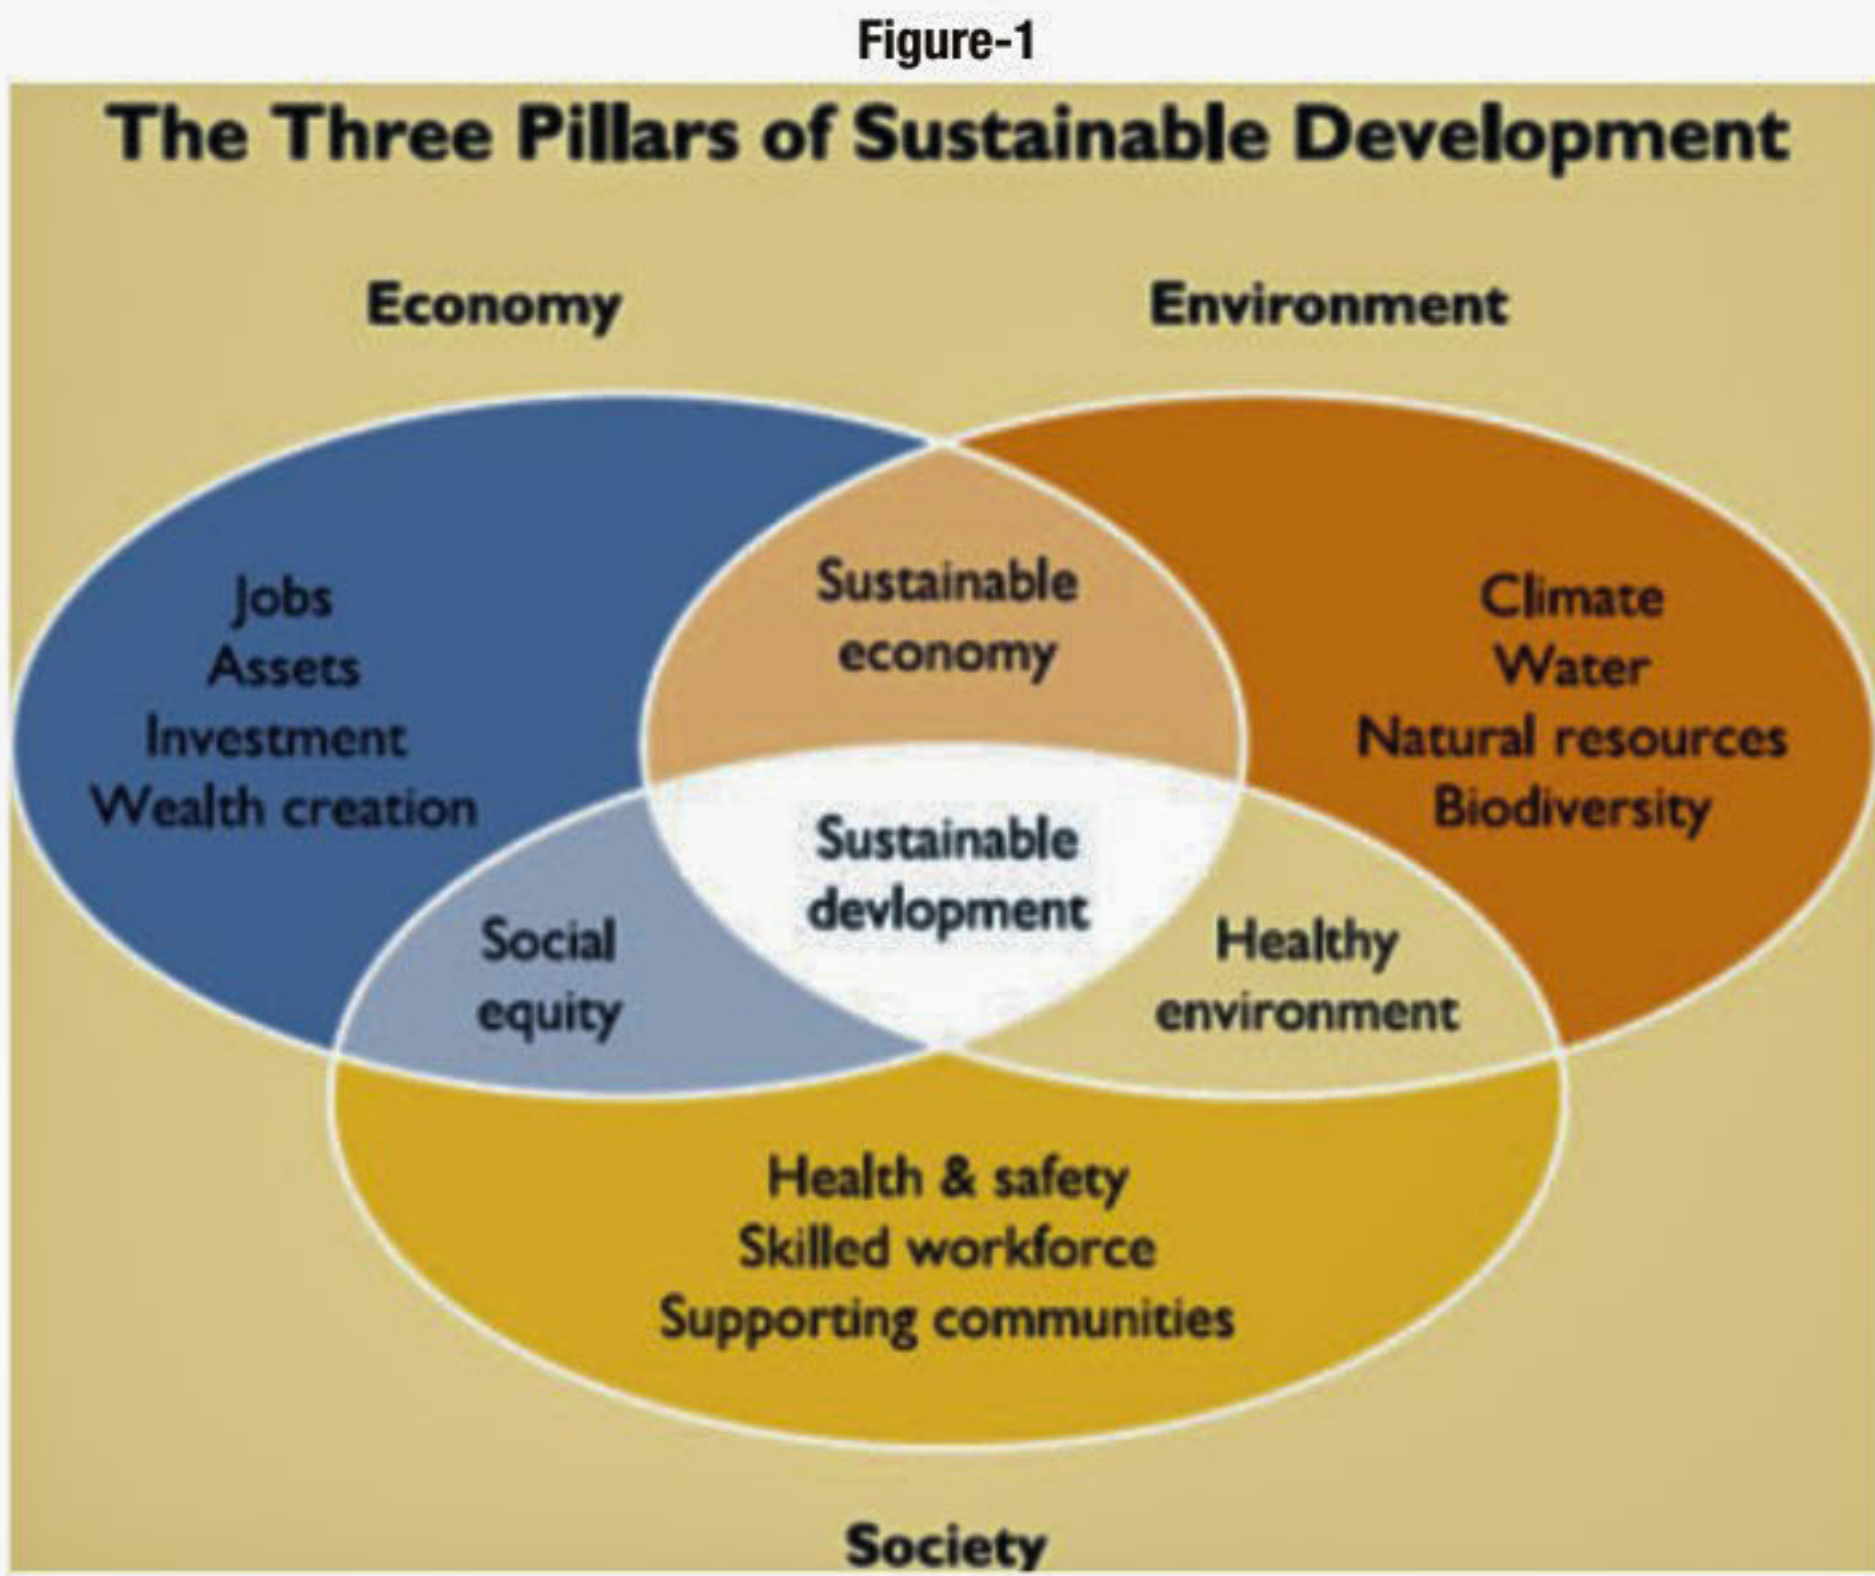 Figure-1
The Three Pillars of Sustainable Development
Economy
Environment
Jobs
Assets
Investment
Wealth creation
Sustainable
economy
Climate
Water
Natural resources
Biodiversity
Sustainable
devlopment
Social
equity
Healthy
environment
Health & safety
Skilled workforce
Supporting communities
Society